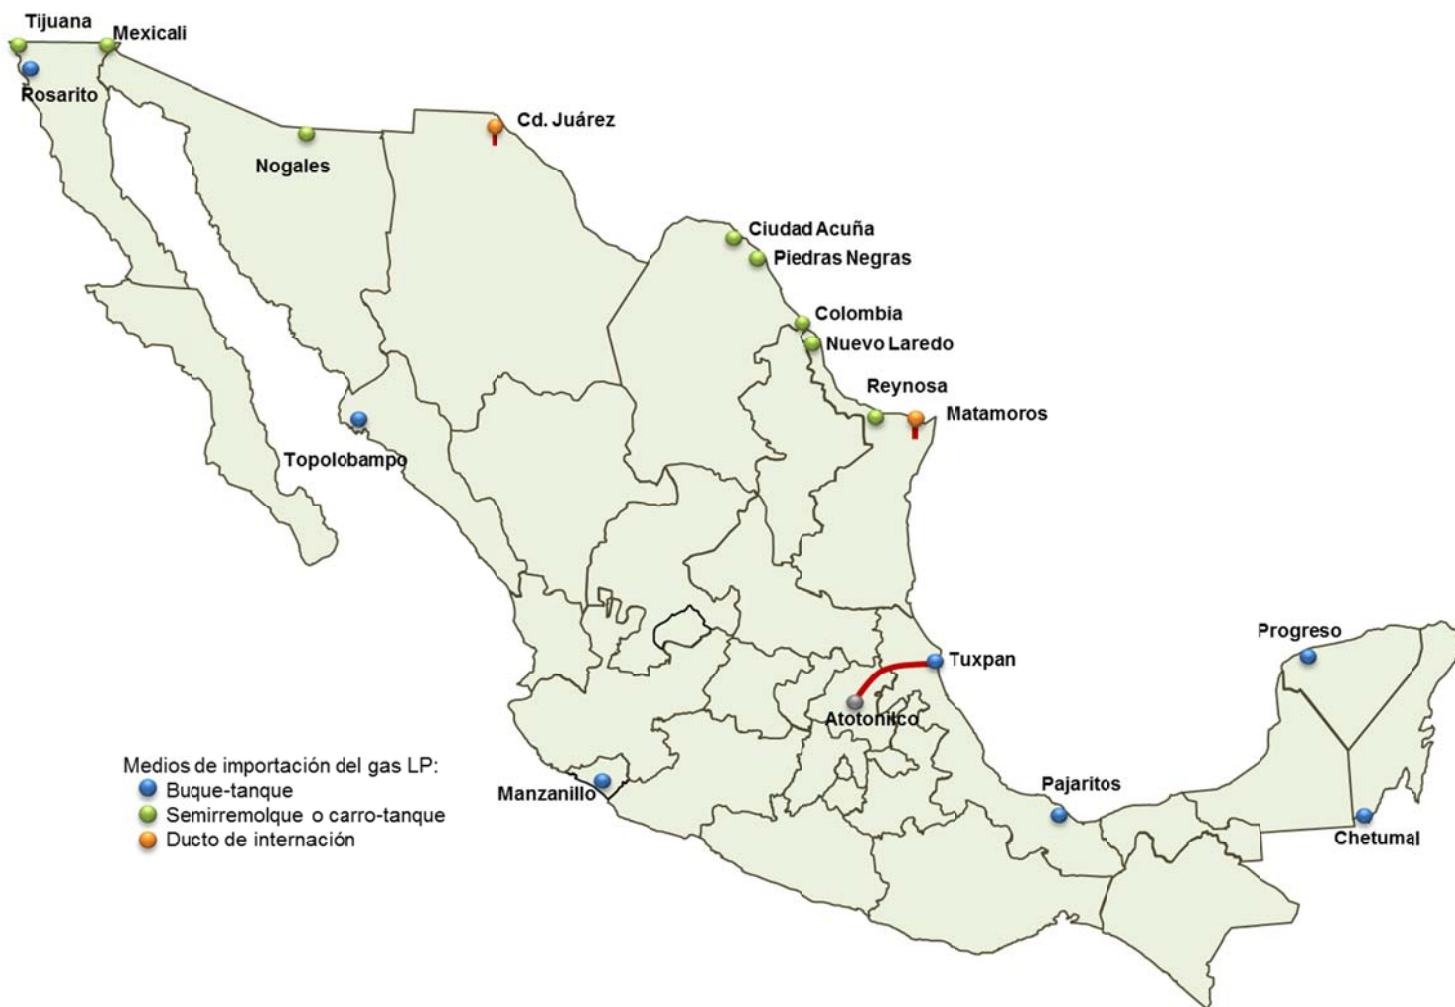 Tijuana
Mexicali
Rosarito
Nogales
Cd. Juárez
Ciudad Acuña
Piedras Negras
Colombia
Nuevo Laredo
Reynosa
Matamoros
Topolobampo
Progreso
Tuxpan
Atotonilco
Manzanillo
Pajaritos
Chetumal
Medios de importación del gas LP:
Buque-tanque
Semirremolque o carro-tanque
Ducto de internación